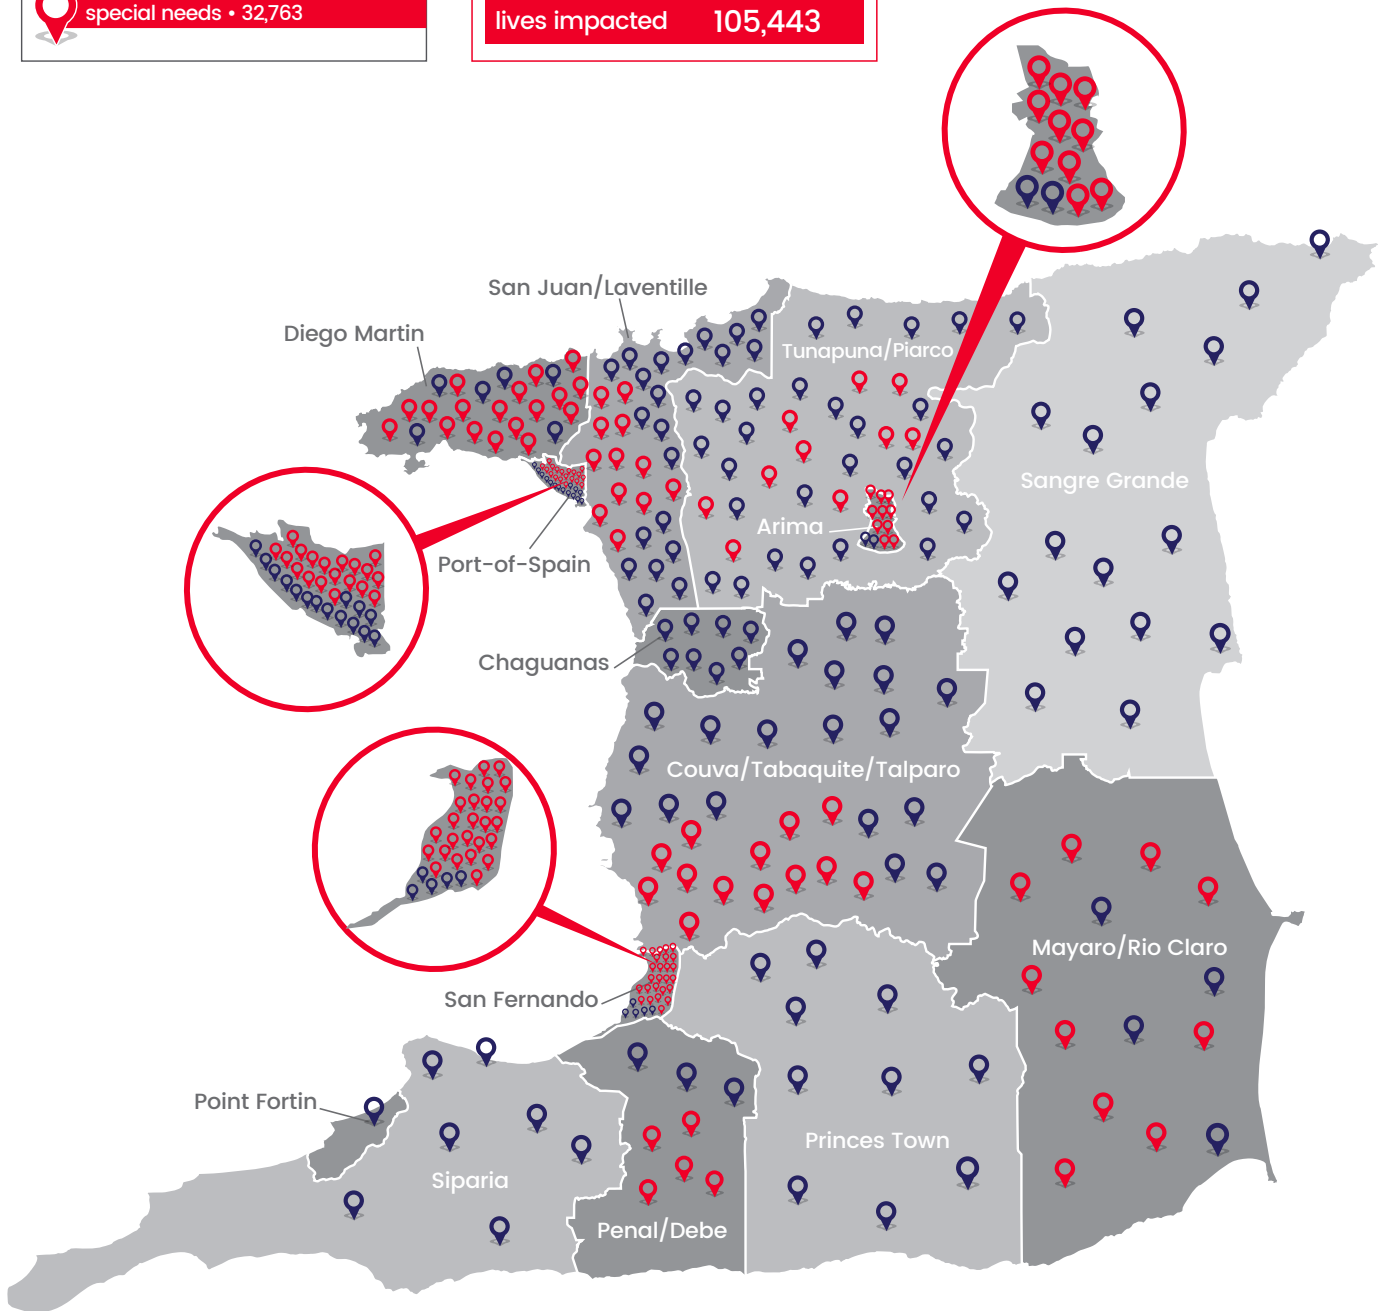 special needs • 32,763
lives impacted 105,443
San Juan/Laventille
Diego Martin
Tunapuna/Piarco
Sangre Grande
Arima
Port-of-Spain
Chaguanas
Couva/Tabaquite/Talparo
Mayaro/Rio Claro
San Fernando
Point Fortin
Princes Town
Siparia
Penal/Debe